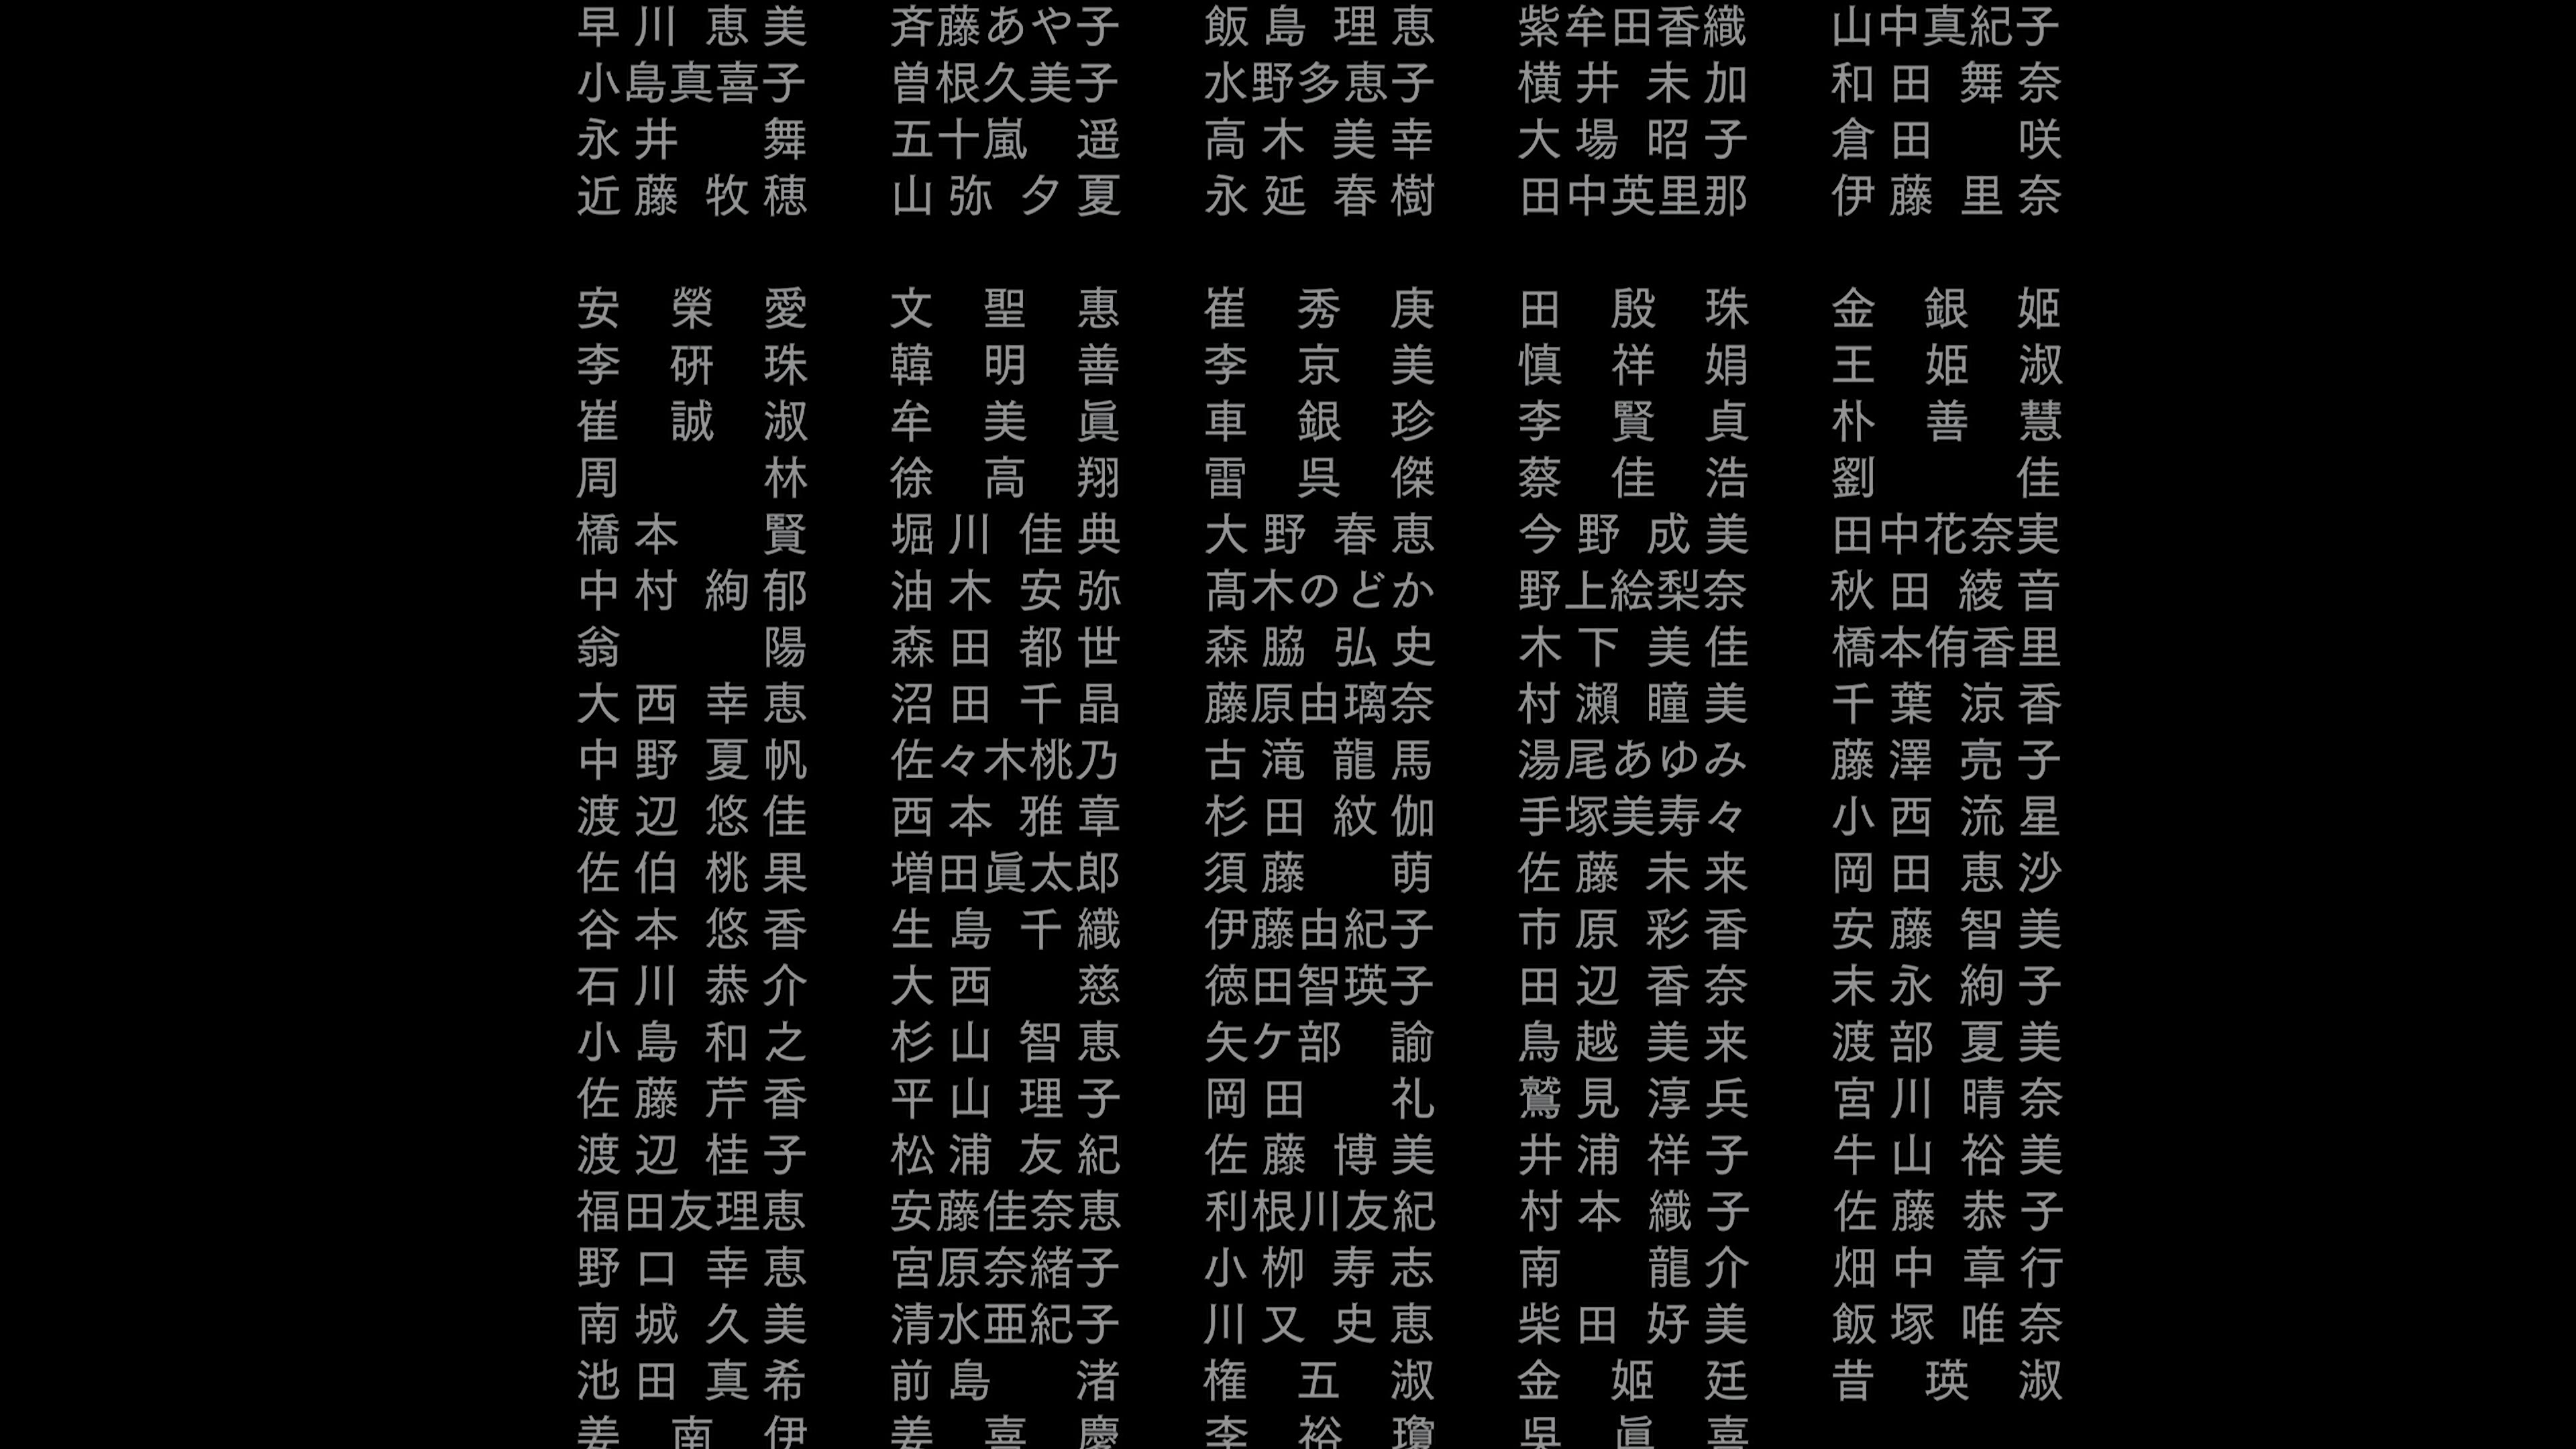 早川恵美 斉藤あや子 飯島理恵 紫牟田香織 山中真紀子
小島真喜子 曽根久美子 水野多恵子 横井未加 和田舞奈
永井舞 五十嵐遥 高木美幸 大場昭子 倉田咲
近藤牧穂 山弥夕夏 永延春樹 田中英里那 伊藤里奈
安榮愛 文聖惠 崔秀庚 田殷珠 金銀姫
李硏珠 韓明善 李京美 慎祥娟 王姫淑
崔誠淑 牟美眞 車銀珍 李賢貞 朴善慧
周林 徐高翔 雷呉傑 蔡佳浩 劉佳
橋本賢 堀川佳典 大野春恵 今野成美 田中花奈実
中村絢郁 油木安弥 髙木のどか 野上絵梨奈 秋田綾音
翁陽 森田都世 森脇弘史 木下美佳 橋本侑香里
大西幸恵 沼田千晶 藤原由璃奈 村瀬瞳美 千葉涼香
中野夏帆 佐々木桃乃 古滝龍馬 湯尾あゆみ 藤澤亮子
渡辺悠佳 西本雅章 杉田紋伽 手塚美寿々 小西流星
佐伯桃果 増田眞太郎 須藤萌 佐藤未来 岡田恵沙
谷本悠香 生島千織 伊藤由紀子 市原彩香 安藤智美
石川恭介 大西慈 徳田智瑛子 田辺香奈 末永絢子
小島和之 杉山智恵 矢ケ部諭 鳥越美来 渡部夏美
佐藤芹香 平山理子 岡田礼 鷲見淳兵 宮川晴奈
渡辺桂子 松浦友紀 佐藤博美 井浦祥子 牛山裕美
福田友理恵 安藤佳奈恵 利根川友紀 村本織子 佐藤恭子
野口幸恵 宮原奈緒子 小栁寿志 南龍介 畑中章行
南城久美 清水亜紀子 川又史恵 柴田好美 飯塚唯奈
池田真希 前島渚 権五淑 金姫廷 昔瑛淑
姜南伊 姜喜慶 李裕瓊 呉眞喜